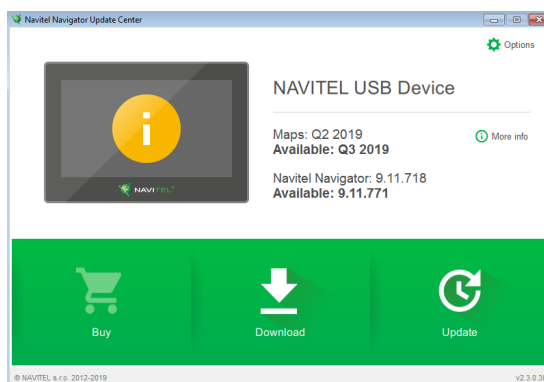 Navitel Navigator Update Center
Options
NAVITEL USB Device
Maps: Q2 2019
Available: Q3 2019
More info
Navitel Navigator: 9.11.718
Available: 9.11.771
NAVITEL
Buy
Download
Update
© NAVITEL s.r.o. 2012-2019